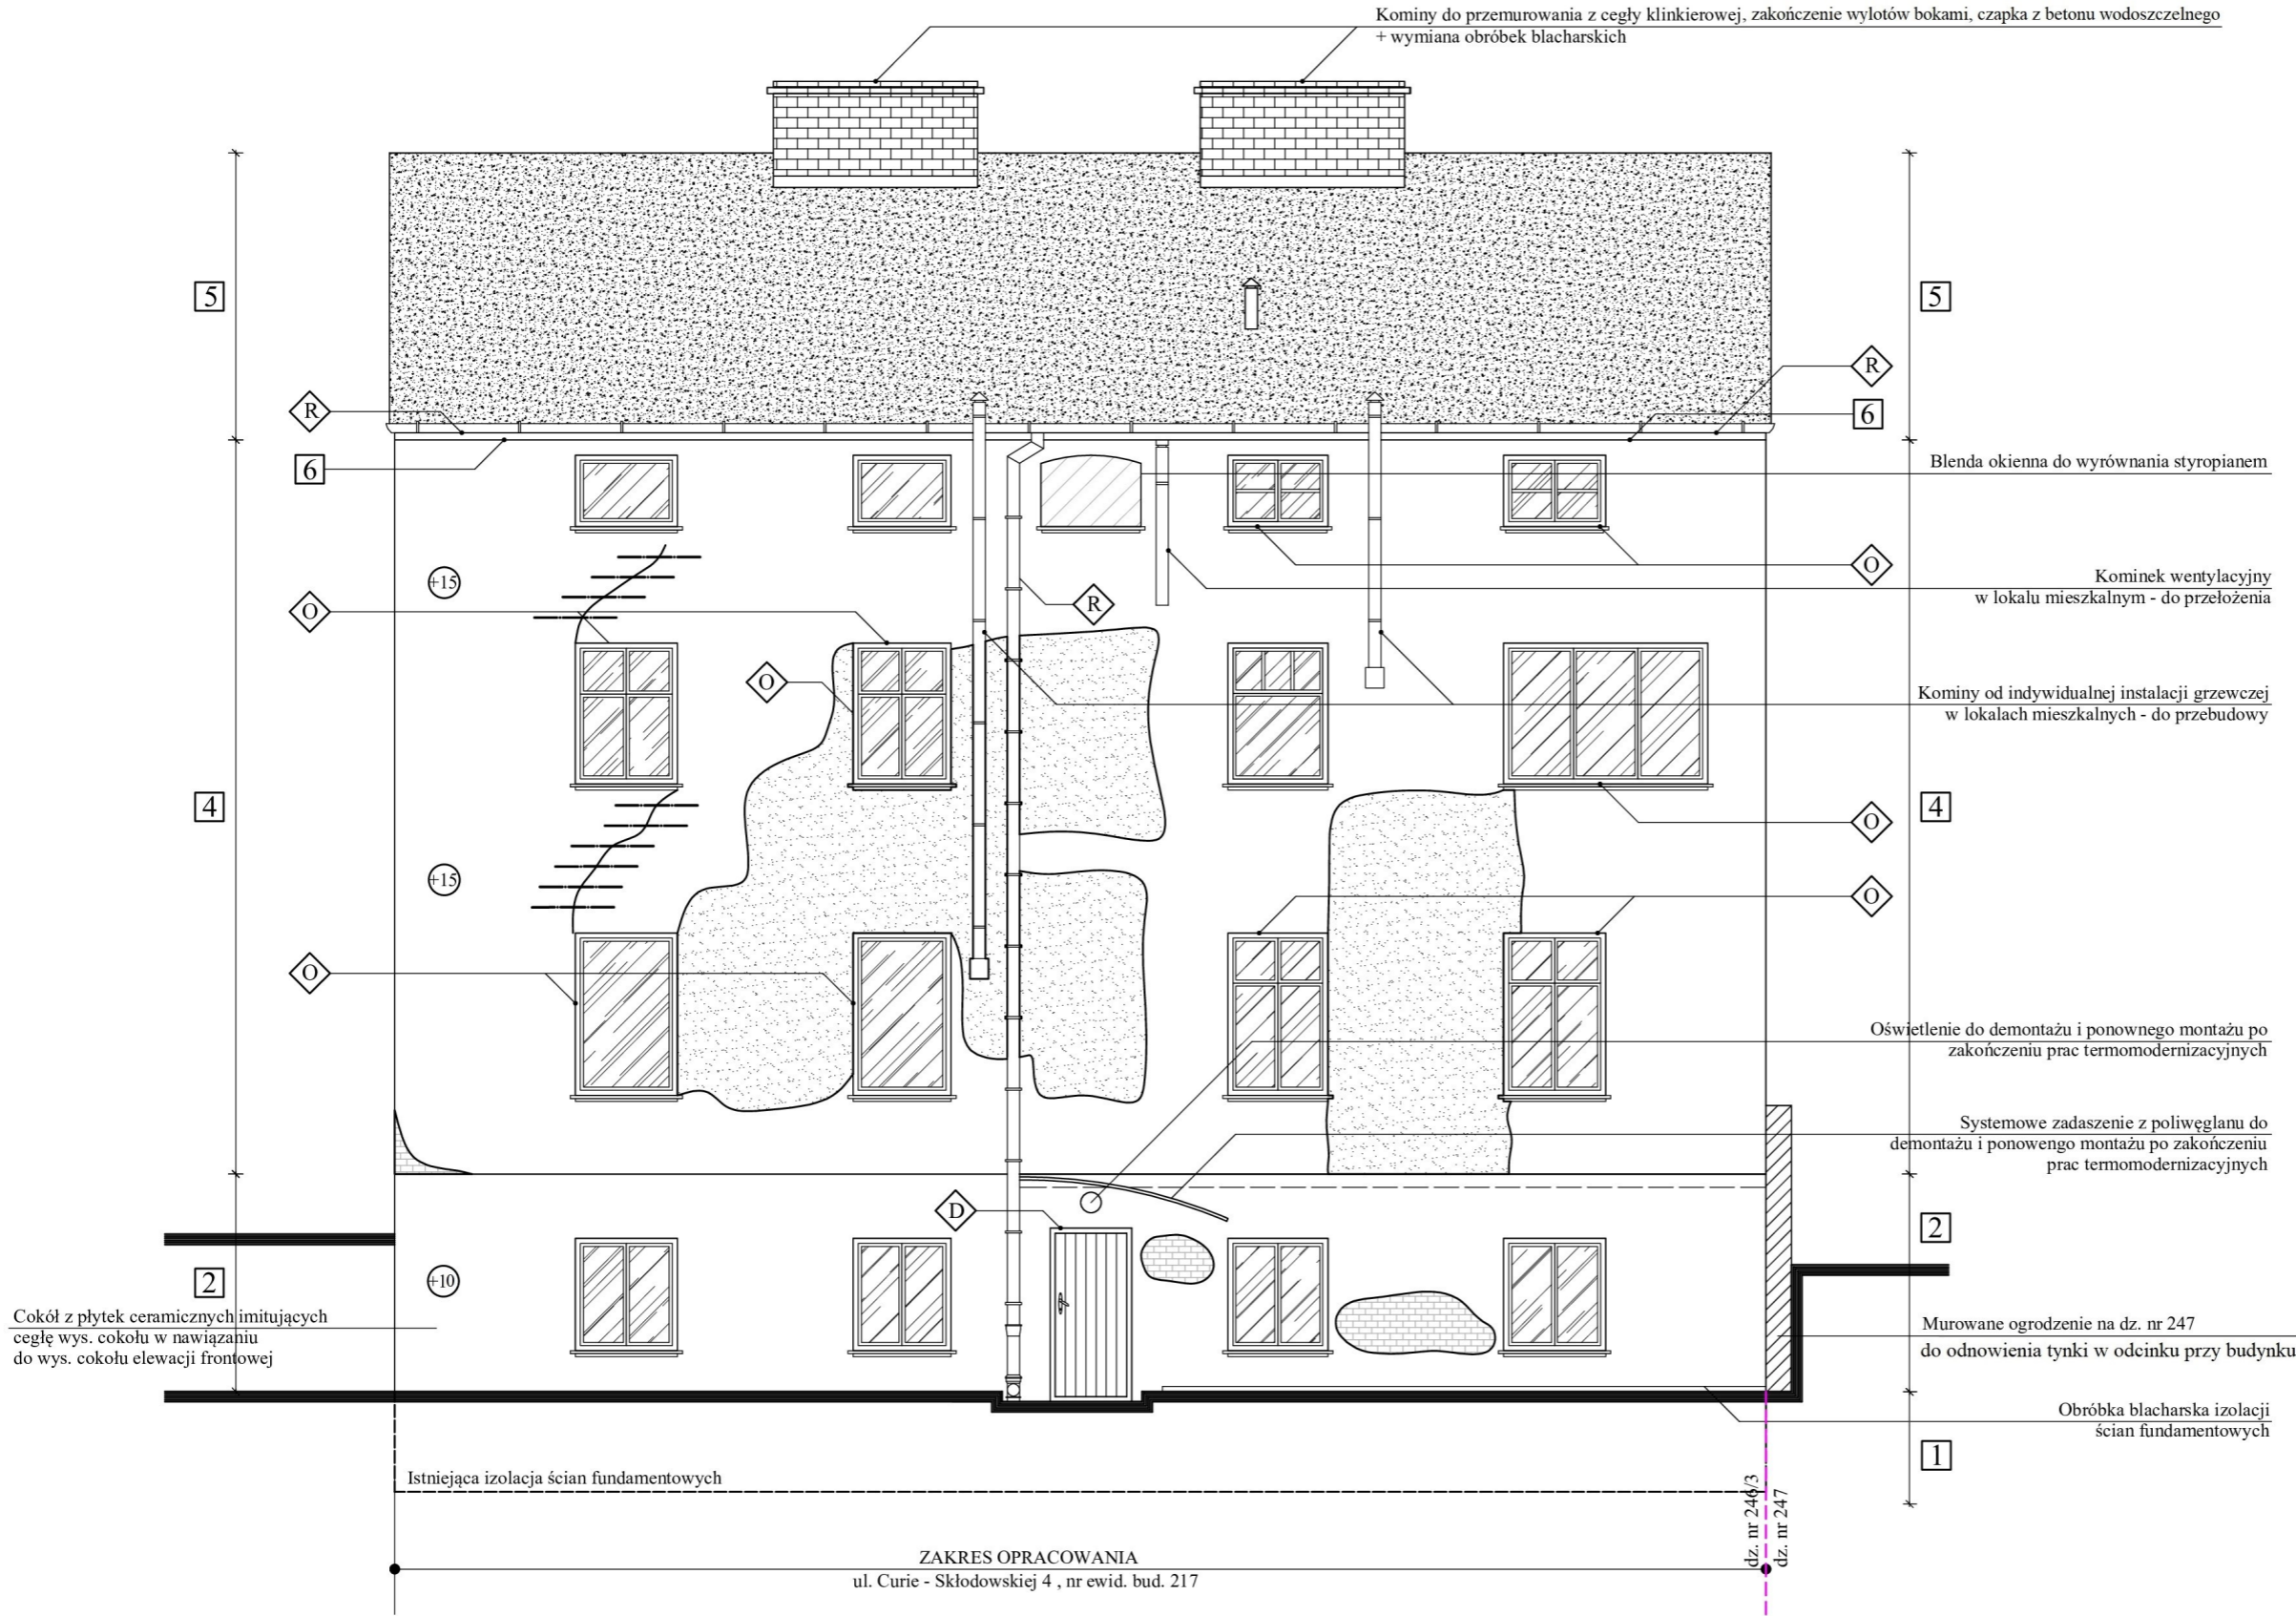 Kominy do przemurowania z cegły klinkierowej, zakończenie wylotów bokami, czapka z betonu wodoszczelnego
+ wymiana obróbek blacharskich
5
5
R
R
6
6
Blenda okienna do wyrównania styropianem
+15
O
O
Kominek wentylacyjny
w lokalu mieszkalnym - do przełożenia
R
O
Kominy od indywidualnej instalacji grzewczej
w lokalach mieszkalnych - do przebudowy
4
4
O
+15
O
O
Oświetlenie do demontażu i ponownego montażu po
zakończeniu prac termomodernizacyjnych
Systemowe zadaszenie z poliwęglanu do
demontażu i ponowengo montażu po zakończeniu
prac termomodernizacyjnych
D
2
2
+10
Cokół z płytek ceramicznych imitujących
cegłę wys. cokołu w nawiązaniu
do wys. cokołu elewacji frontowej
Murowane ogrodzenie na dz. nr 247
do odnowienia tynki w odcinku przy budynku
Obróbka blacharska izolacji
ścian fundamentowych
1
Istniejąca izolacja ścian fundamentowych
dz. nr 246/3
dz. nr 247
ZAKRES OPRACOWANIA
ul. Curie - Skłodowskiej 4 , nr ewid. bud. 217